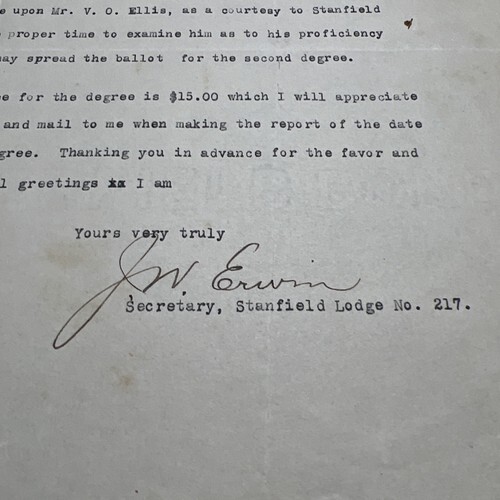 e upon Mr. V. O. Ellis, as a courtesy to Stanfield
proper time to examine him as to his proficiency
may spread the ballot for the second degree.
e for the degree is $15.00 which I will appreciate
and mail to me when making the report of the date
gree. Thanking you in advance for the favor and
l greetings I am
Yours very truly
J. W. Erwin
Secretary, Stanfield Lodge No. 217.